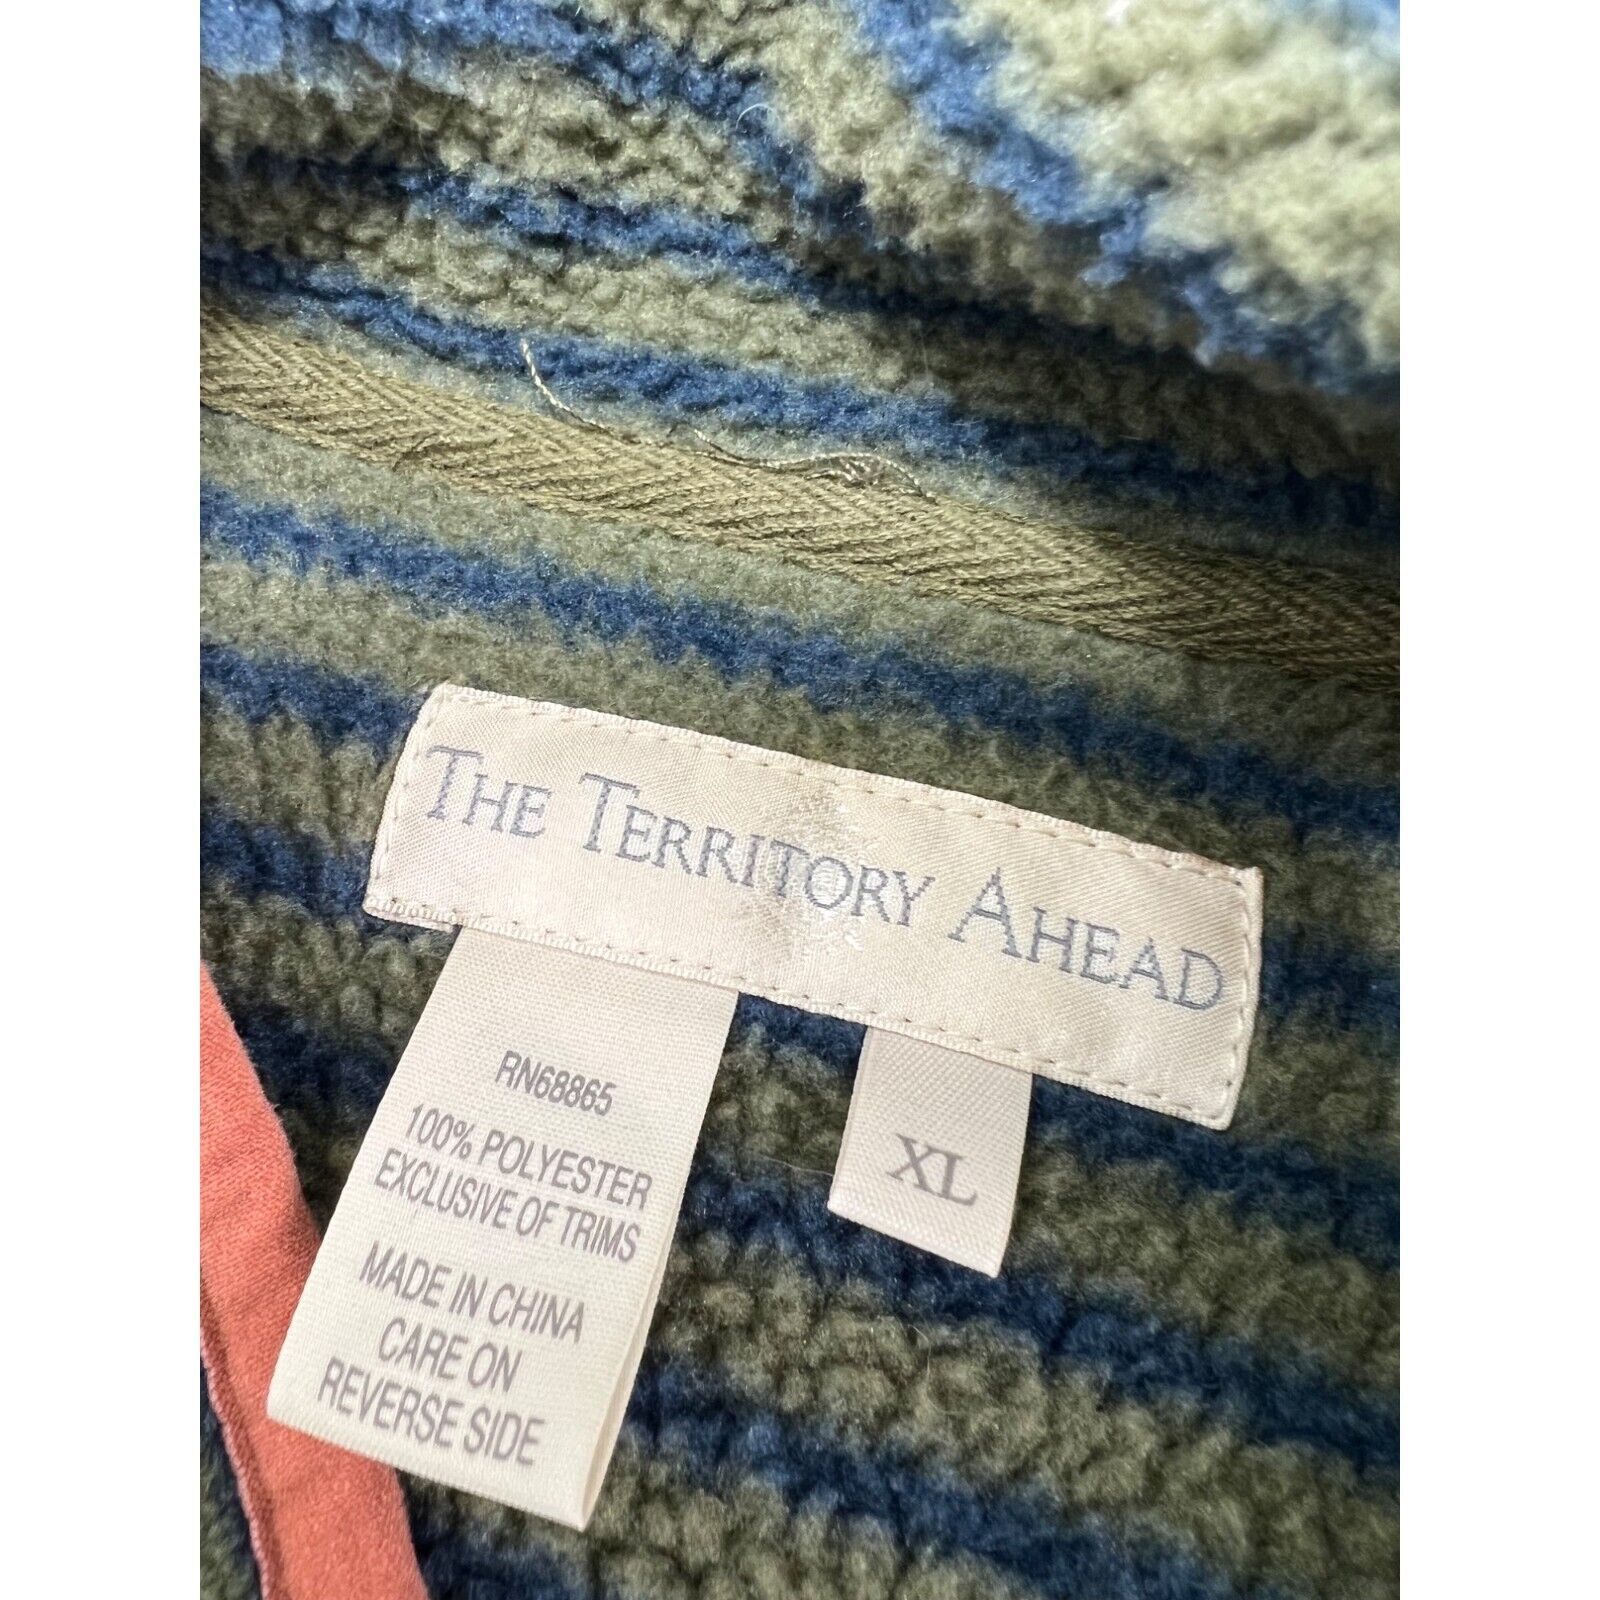 THE TERRITORY AHEAD
RN68865
100% POLYESTER
EXCLUSIVE OF TRIMS
MADE IN CHINA
CARE ON
REVERSE SIDE
XL